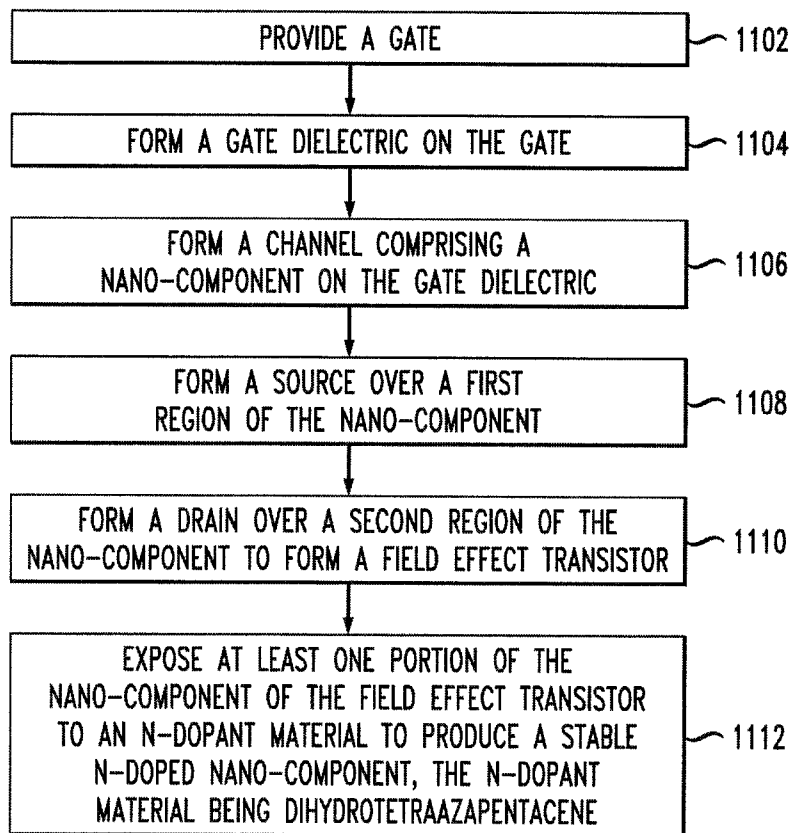 PROVIDE A GATE
1102
FORM A GATE DIELECTRIC ON THE GATE
1104
FORM A CHANNEL COMPRISING A
NANO-COMPONENT ON THE GATE DIELECTRIC
1106
FORM A SOURCE OVER A FIRST
REGION OF THE NANO-COMPONENT
1108
FORM A DRAIN OVER A SECOND REGION OF THE
NANO-COMPONENT TO FORM A FIELD EFFECT TRANSISTOR
1110
EXPOSE AT LEAST ONE PORTION OF THE
NANO-COMPONENT OF THE FIELD EFFECT TRANSISTOR
TO AN N-DOPANT MATERIAL TO PRODUCE A STABLE
N-DOPED NANO-COMPONENT, THE N-DOPANT
MATERIAL BEING DIHYDROTETRAAZAPENTACENE
1112